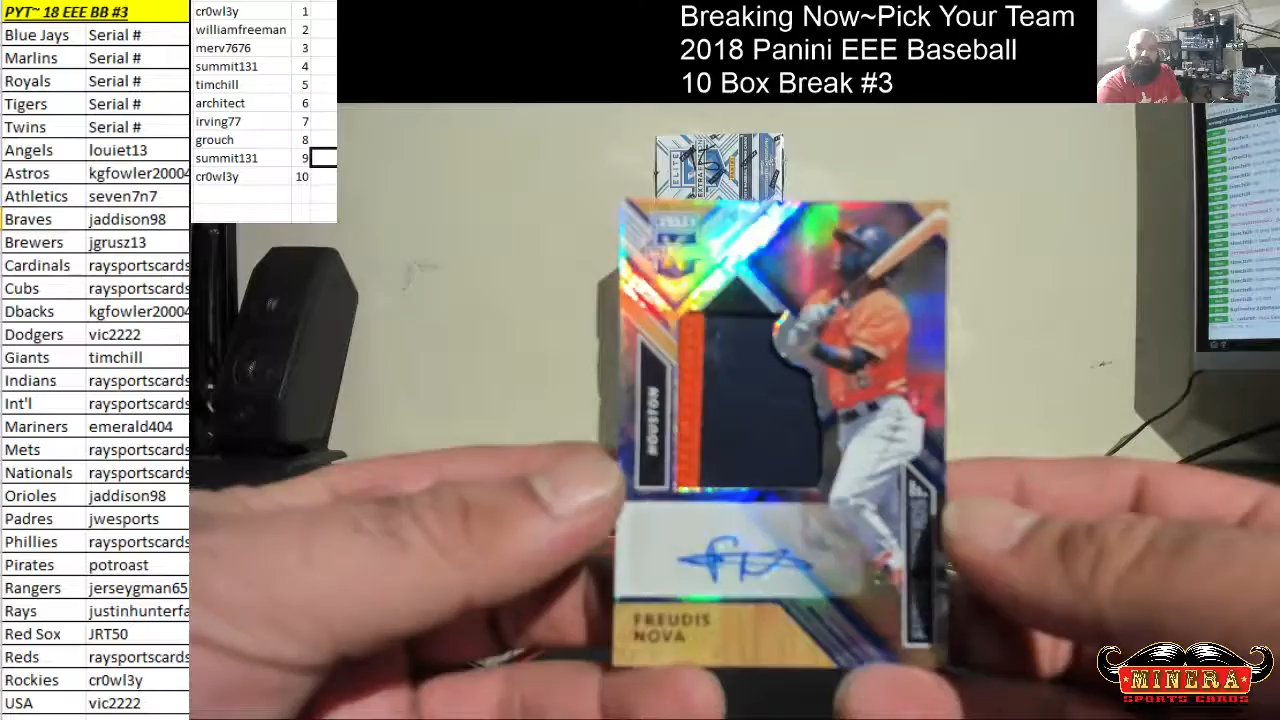 PYT~ 18 EEE BB #3
Blue Jays Serial #
Marlins Serial #
Royals Serial #
Tigers Serial #
Twins Serial #
Angels louiet13
Astros kgfowler20004
Athletics seven7n7
Braves jaddison98
Brewers jgrusz13
Cardinals raysportscards
Cubs raysportscards
Dbacks kgfowler20004
Dodgers vic2222
Giants timchill
Indians raysportscards
Int'l raysportscards
Mariners emerald404
Mets raysportscards
Nationals raysportscards
Orioles jaddison98
Padres jwesports
Phillies raysportscards
Pirates potroast
Rangers jerseygman65
Rays justinhunterfa
Red Sox JRT50
Reds raysportscards
Rockies cr0wl3y
USA vic2222
cr0wl3y 1
williamfreeman 2
merv7676 3
summit131 4
timchill 5
architect 6
irving77 7
grouch 8
summit131 9
cr0wl3y 10
Breaking Now~Pick Your Team
2018 Panini EEE Baseball
10 Box Break #3
ELITE
EXTRA
HOUSTON
FREUDIS
NOVA
MINERA
SPORTS CARDS